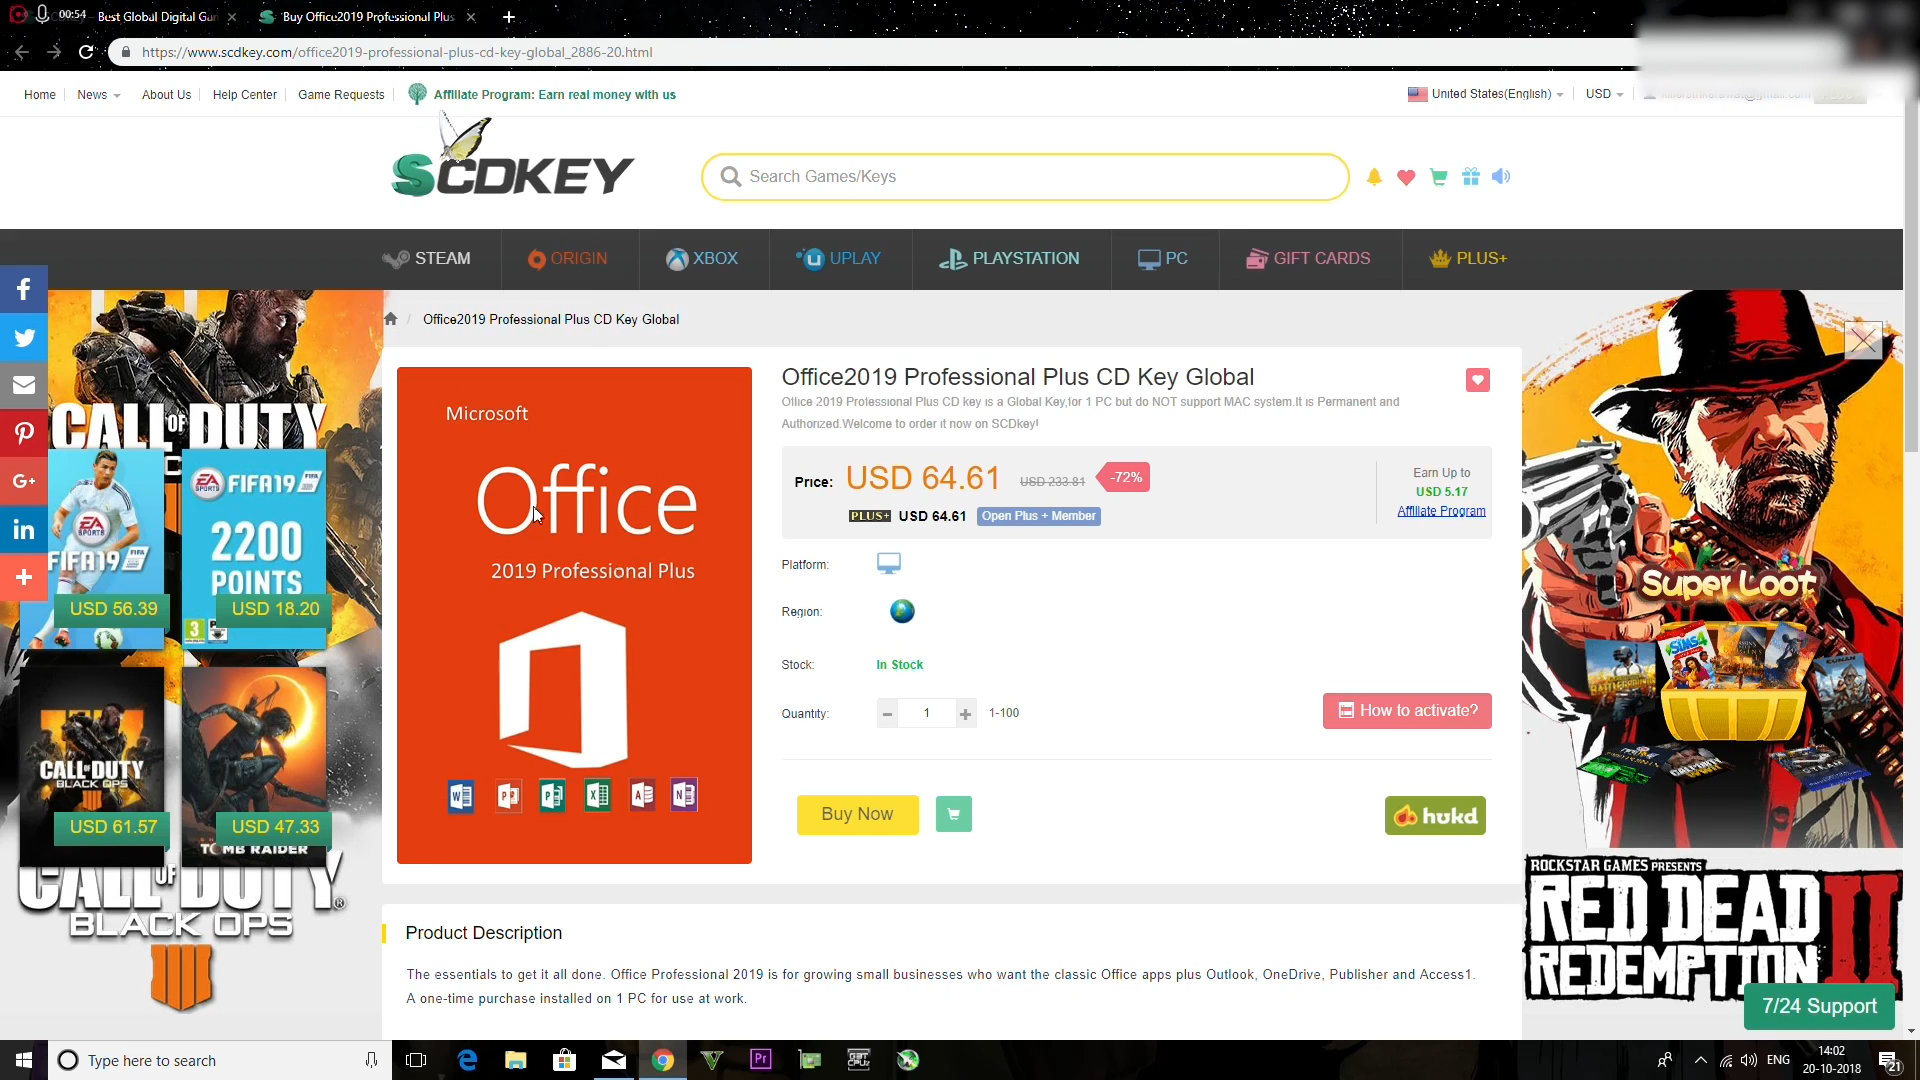 00:54
Best Global Digital Gam
Buy Office2019 Professional Plus
https://www.scdkey.com/office2019-professional-plus-cd-key-global_2886-20.html
Home
News
About Us
Help Center
Game Requests
Affiliate Program: Earn real money with us
United States(English)
USD
SCDKEY
Search Games/Keys
STEAM
ORIGIN
XBOX
UPLAY
PLAYSTATION
PC
GIFT CARDS
PLUS+
Office2019 Professional Plus CD Key Global
Microsoft
Office
2019 Professional Plus
Office2019 Professional Plus CD Key Global
Office 2019 Professional Plus CD key is a Global Key,for 1 PC but do NOT support MAC system.It is Permanent and
Authorized.Welcome to order it now on SCDkey!
Price:
USD 64.61
USD 233.81
-72%
PLUS+
USD 64.61
Open Plus + Member
Earn Up to
USD 5.17
Affiliate Program
Platform:
Region:
Stock:
In Stock
Quantity:
1
1-100
How to activate?
Buy Now
hukd
Product Description
The essentials to get it all done. Office Professional 2019 is for growing small businesses who want the classic Office apps plus Outlook, OneDrive, Publisher and Access1.
A one-time purchase installed on 1 PC for use at work.
CALL OF DUTY
EA SPORTS
FIFA19
USD 56.39
EA SPORTS FIFA19
2200
POINTS
3
USD 18.20
CALL OF DUTY
BLACK OPS
USD 61.57
TOMB RAIDER
USD 47.33
CALL OF DUTY
BLACK OPS
Super Loot
SIMS4
ROCKSTAR GAMES PRESENTS
RED DEAD
REDEMPTION II
7/24 Support
Type here to search
Pr
ENG
14:02
20-10-2018
21